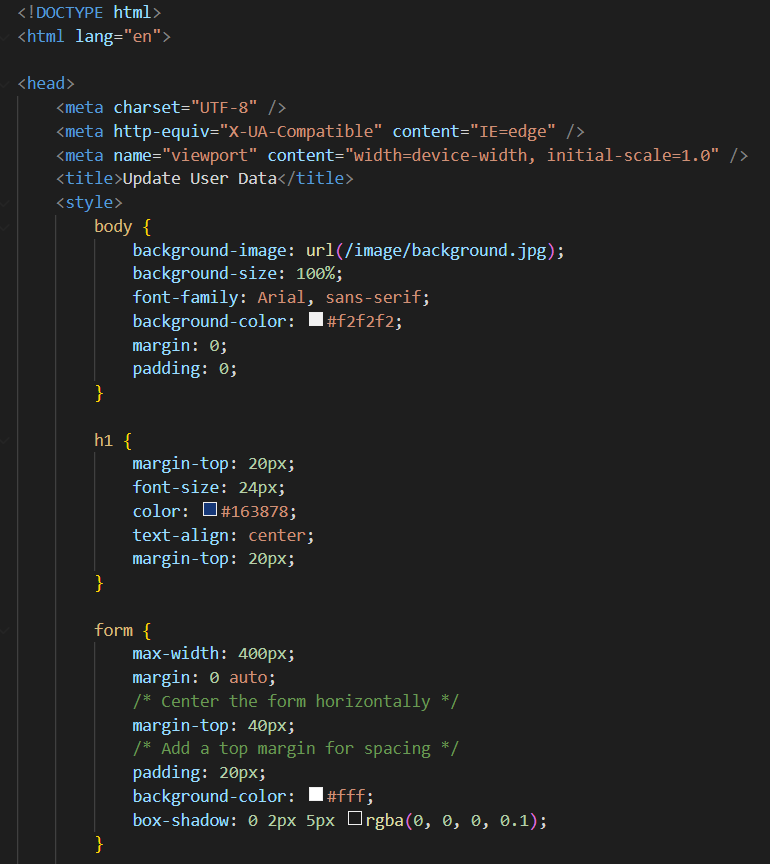 <!DOCTYPE html>
<html lang="en">

<head>
    <meta charset="UTF-8" />
    <meta http-equiv="X-UA-Compatible" content="IE=edge" />
    <meta name="viewport" content="width=device-width, initial-scale=1.0" />
    <title>Update User Data</title>
    <style>
        body {
            background-image: url(/image/background.jpg);
            background-size: 100%;
            font-family: Arial, sans-serif;
            background-color: #f2f2f2;
            margin: 0;
            padding: 0;
        }

        h1 {
            margin-top: 20px;
            font-size: 24px;
            color: #163878;
            text-align: center;
            margin-top: 20px;
        }

        form {
            max-width: 400px;
            margin: 0 auto;
            /* Center the form horizontally */
            margin-top: 40px;
            /* Add a top margin for spacing */
            padding: 20px;
            background-color: #fff;
            box-shadow: 0 2px 5px rgba(0, 0, 0, 0.1);
        }